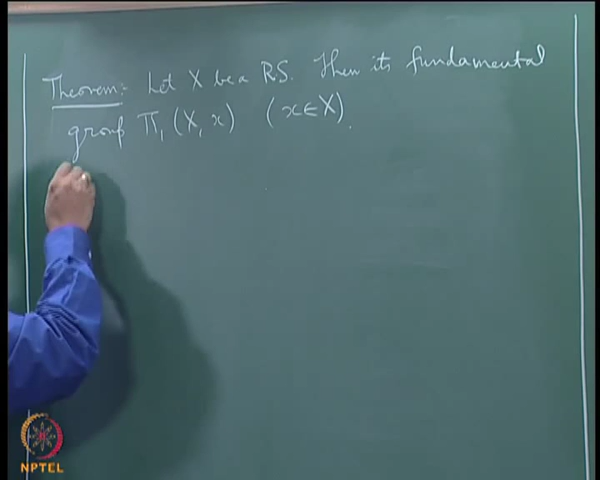 Theorem:- Let X be a RS. Then its fundamental
group Π₁(X, x) (x∈X).
NPTEL